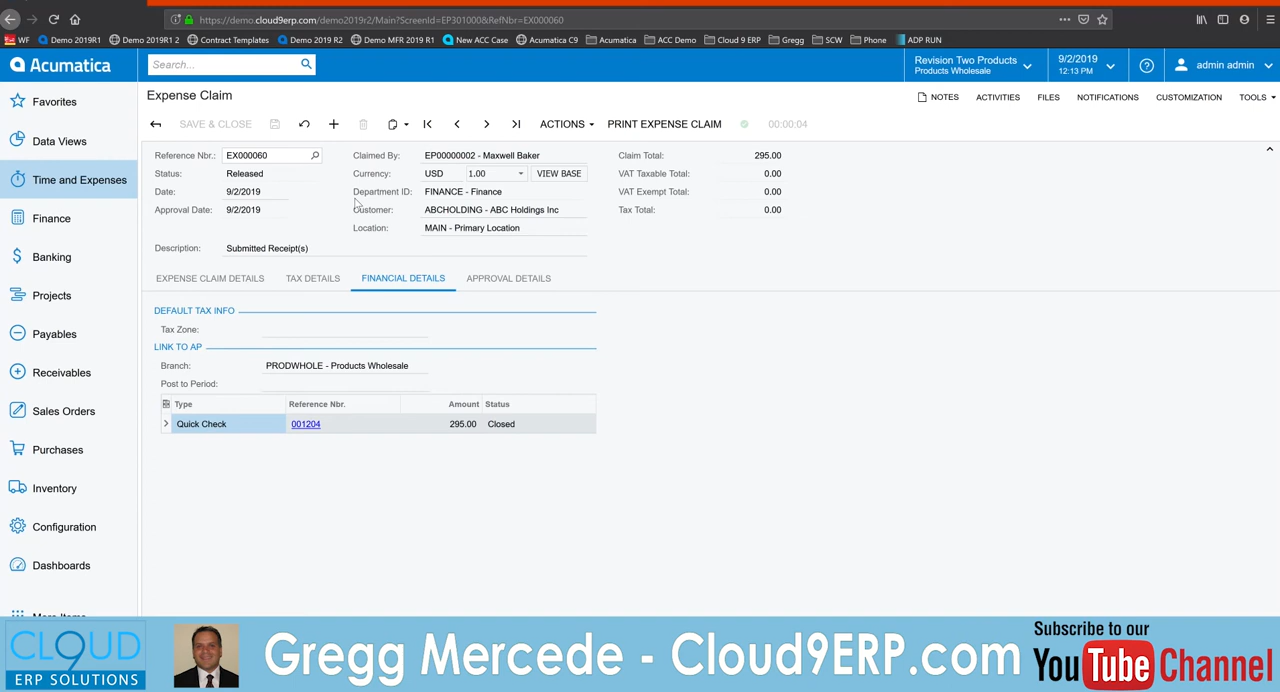 https://demo.cloud9erp.com/demo2019r2/Main?ScreenId=EP301000&RefNbr=EX000060
WF Demo 2019R1 Demo 2019R1 2 Contract Templates Demo 2019 R2 Demo MFR 2019 R1 New ACC Case Acumatica C9 Acumatica ACC Demo Cloud 9 ERP Gregg SCW Phone ADP RUN
Acumatica
Search...
Revision Two Products
Products Wholesale
9/2/2019
12:13 PM
admin admin
Favorites
Data Views
Time and Expenses
Finance
Banking
Projects
Payables
Receivables
Sales Orders
Purchases
Inventory
Configuration
Dashboards
More Items
Expense Claim
NOTES ACTIVITIES FILES NOTIFICATIONS CUSTOMIZATION TOOLS
SAVE & CLOSE ACTIONS PRINT EXPENSE CLAIM 00:00:04
Reference Nbr.: EX000060 Claimed By: EP00000002 - Maxwell Baker Claim Total: 295.00
Status: Released Currency: USD 1.00 VIEW BASE VAT Taxable Total: 0.00
Date: 9/2/2019 Department ID: FINANCE - Finance VAT Exempt Total: 0.00
Approval Date: 9/2/2019 Customer: ABCHOLDING - ABC Holdings Inc Tax Total: 0.00
Location: MAIN - Primary Location
Description: Submitted Receipt(s)
EXPENSE CLAIM DETAILS TAX DETAILS FINANCIAL DETAILS APPROVAL DETAILS
DEFAULT TAX INFO
Tax Zone:
LINK TO AP
Branch: PRODWHOLE - Products Wholesale
Post to Period:
Type Reference Nbr. Amount Status
Quick Check 001204 295.00 Closed
CLOUD 9
ERP SOLUTIONS
Gregg Mercede - Cloud9ERP.com
Subscribe to our
YouTube Channel